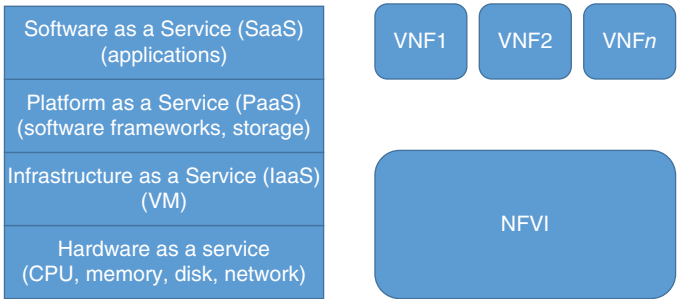 Software as a Service (SaaS)
(applications)
Platform as a Service (PaaS)
(software frameworks, storage)
Infrastructure as a Service (IaaS)
(VM)
Hardware as a service
(CPU, memory, disk, network)
VNF1
VNF2
VNFn
NFVI